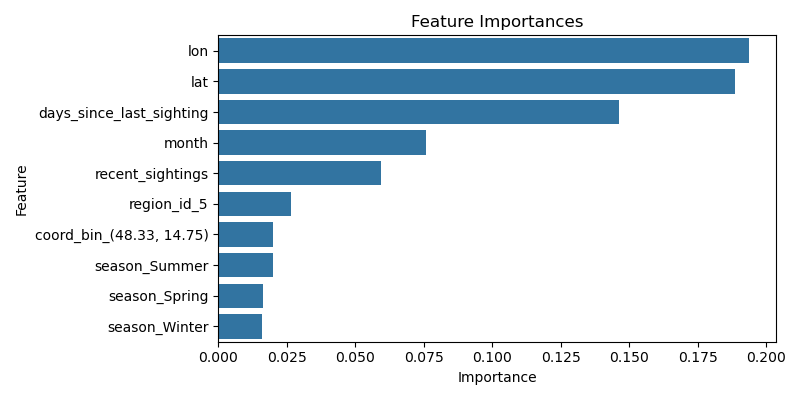 Feature Importances
Feature
lon
lat
days_since_last_sighting
month
recent_sightings
region_id_5
coord_bin_(48.33, 14.75)
season_Summer
season_Spring
season_Winter
0.000 0.025 0.050 0.075 0.100 0.125 0.150 0.175 0.200
Importance